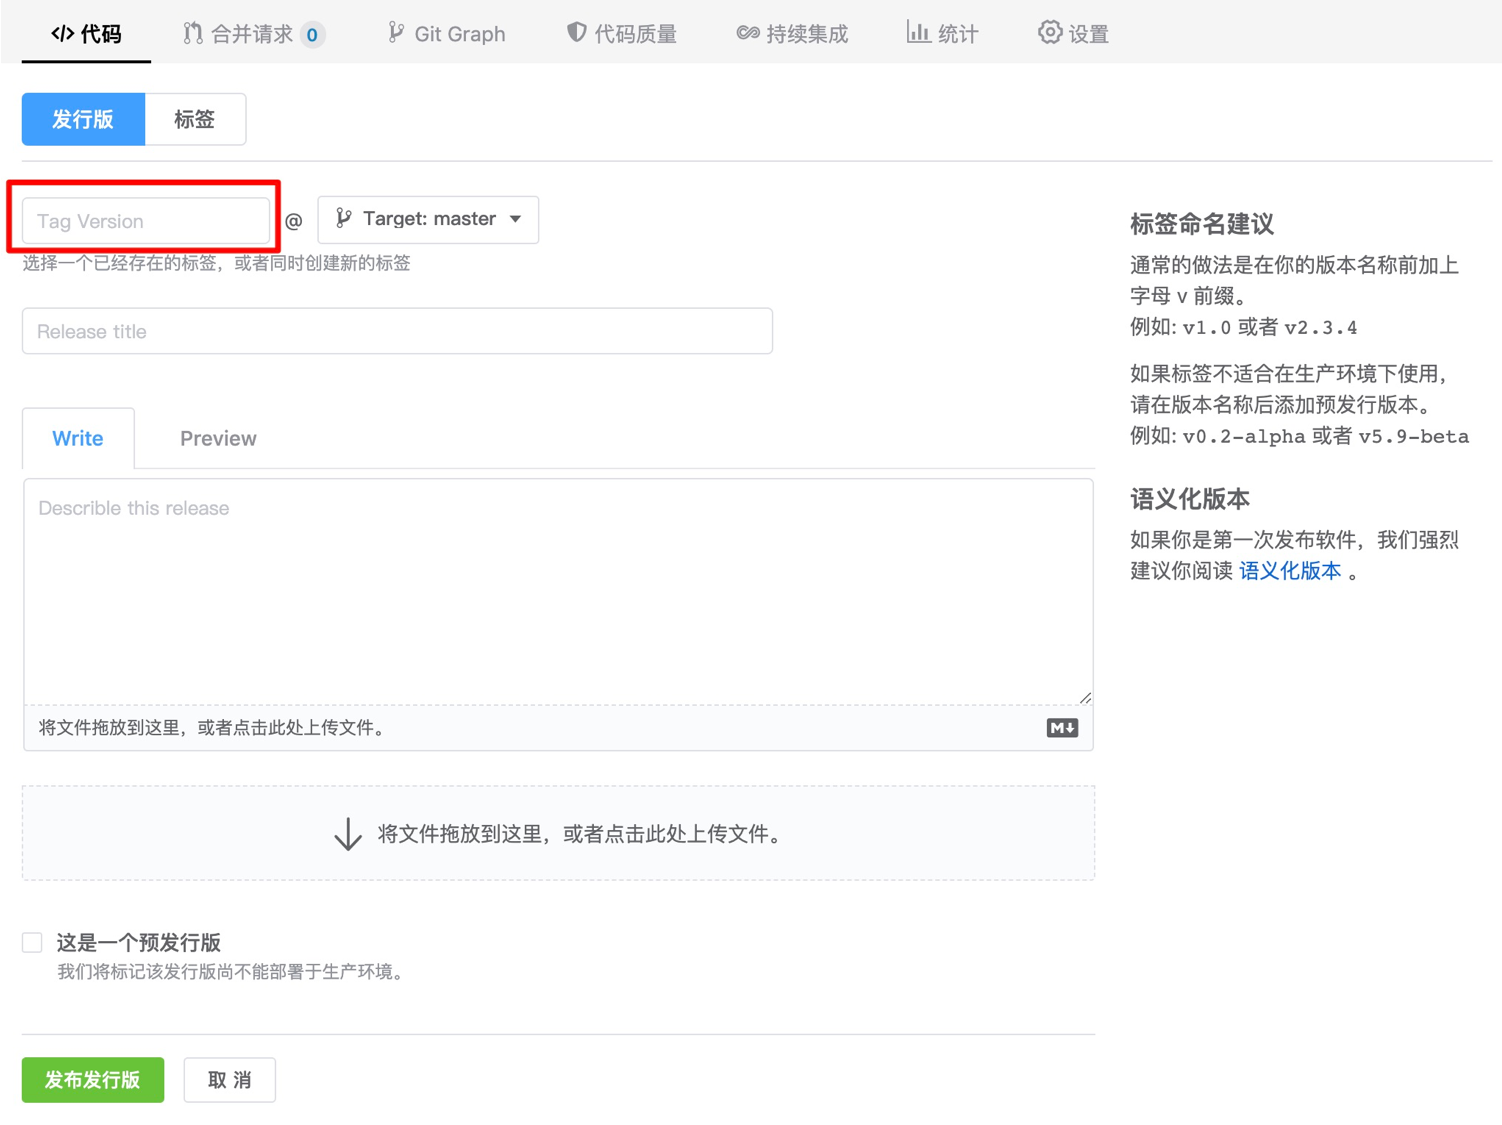 代码 合并请求 0 Git Graph 代码质量 持续集成 统计 设置
发行版 标签
Tag Version @ Target: master
选择一个已经存在的标签，或者同时创建新的标签
Release title
Write Preview
Describle this release
将文件拖放到这里，或者点击此处上传文件。
M
将文件拖放到这里，或者点击此处上传文件。
这是一个预发行版
我们将标记该发行版尚不能部署于生产环境。
发布发行版 取 消
标签命名建议
通常的做法是在你的版本名称前加上
字母 v 前缀。
例如: v1.0 或者 v2.3.4
如果标签不适合在生产环境下使用，
请在版本名称后添加预发行版本。
例如: v0.2-alpha 或者 v5.9-beta
语义化版本
如果你是第一次发布软件，我们强烈
建议你阅读 语义化版本 。